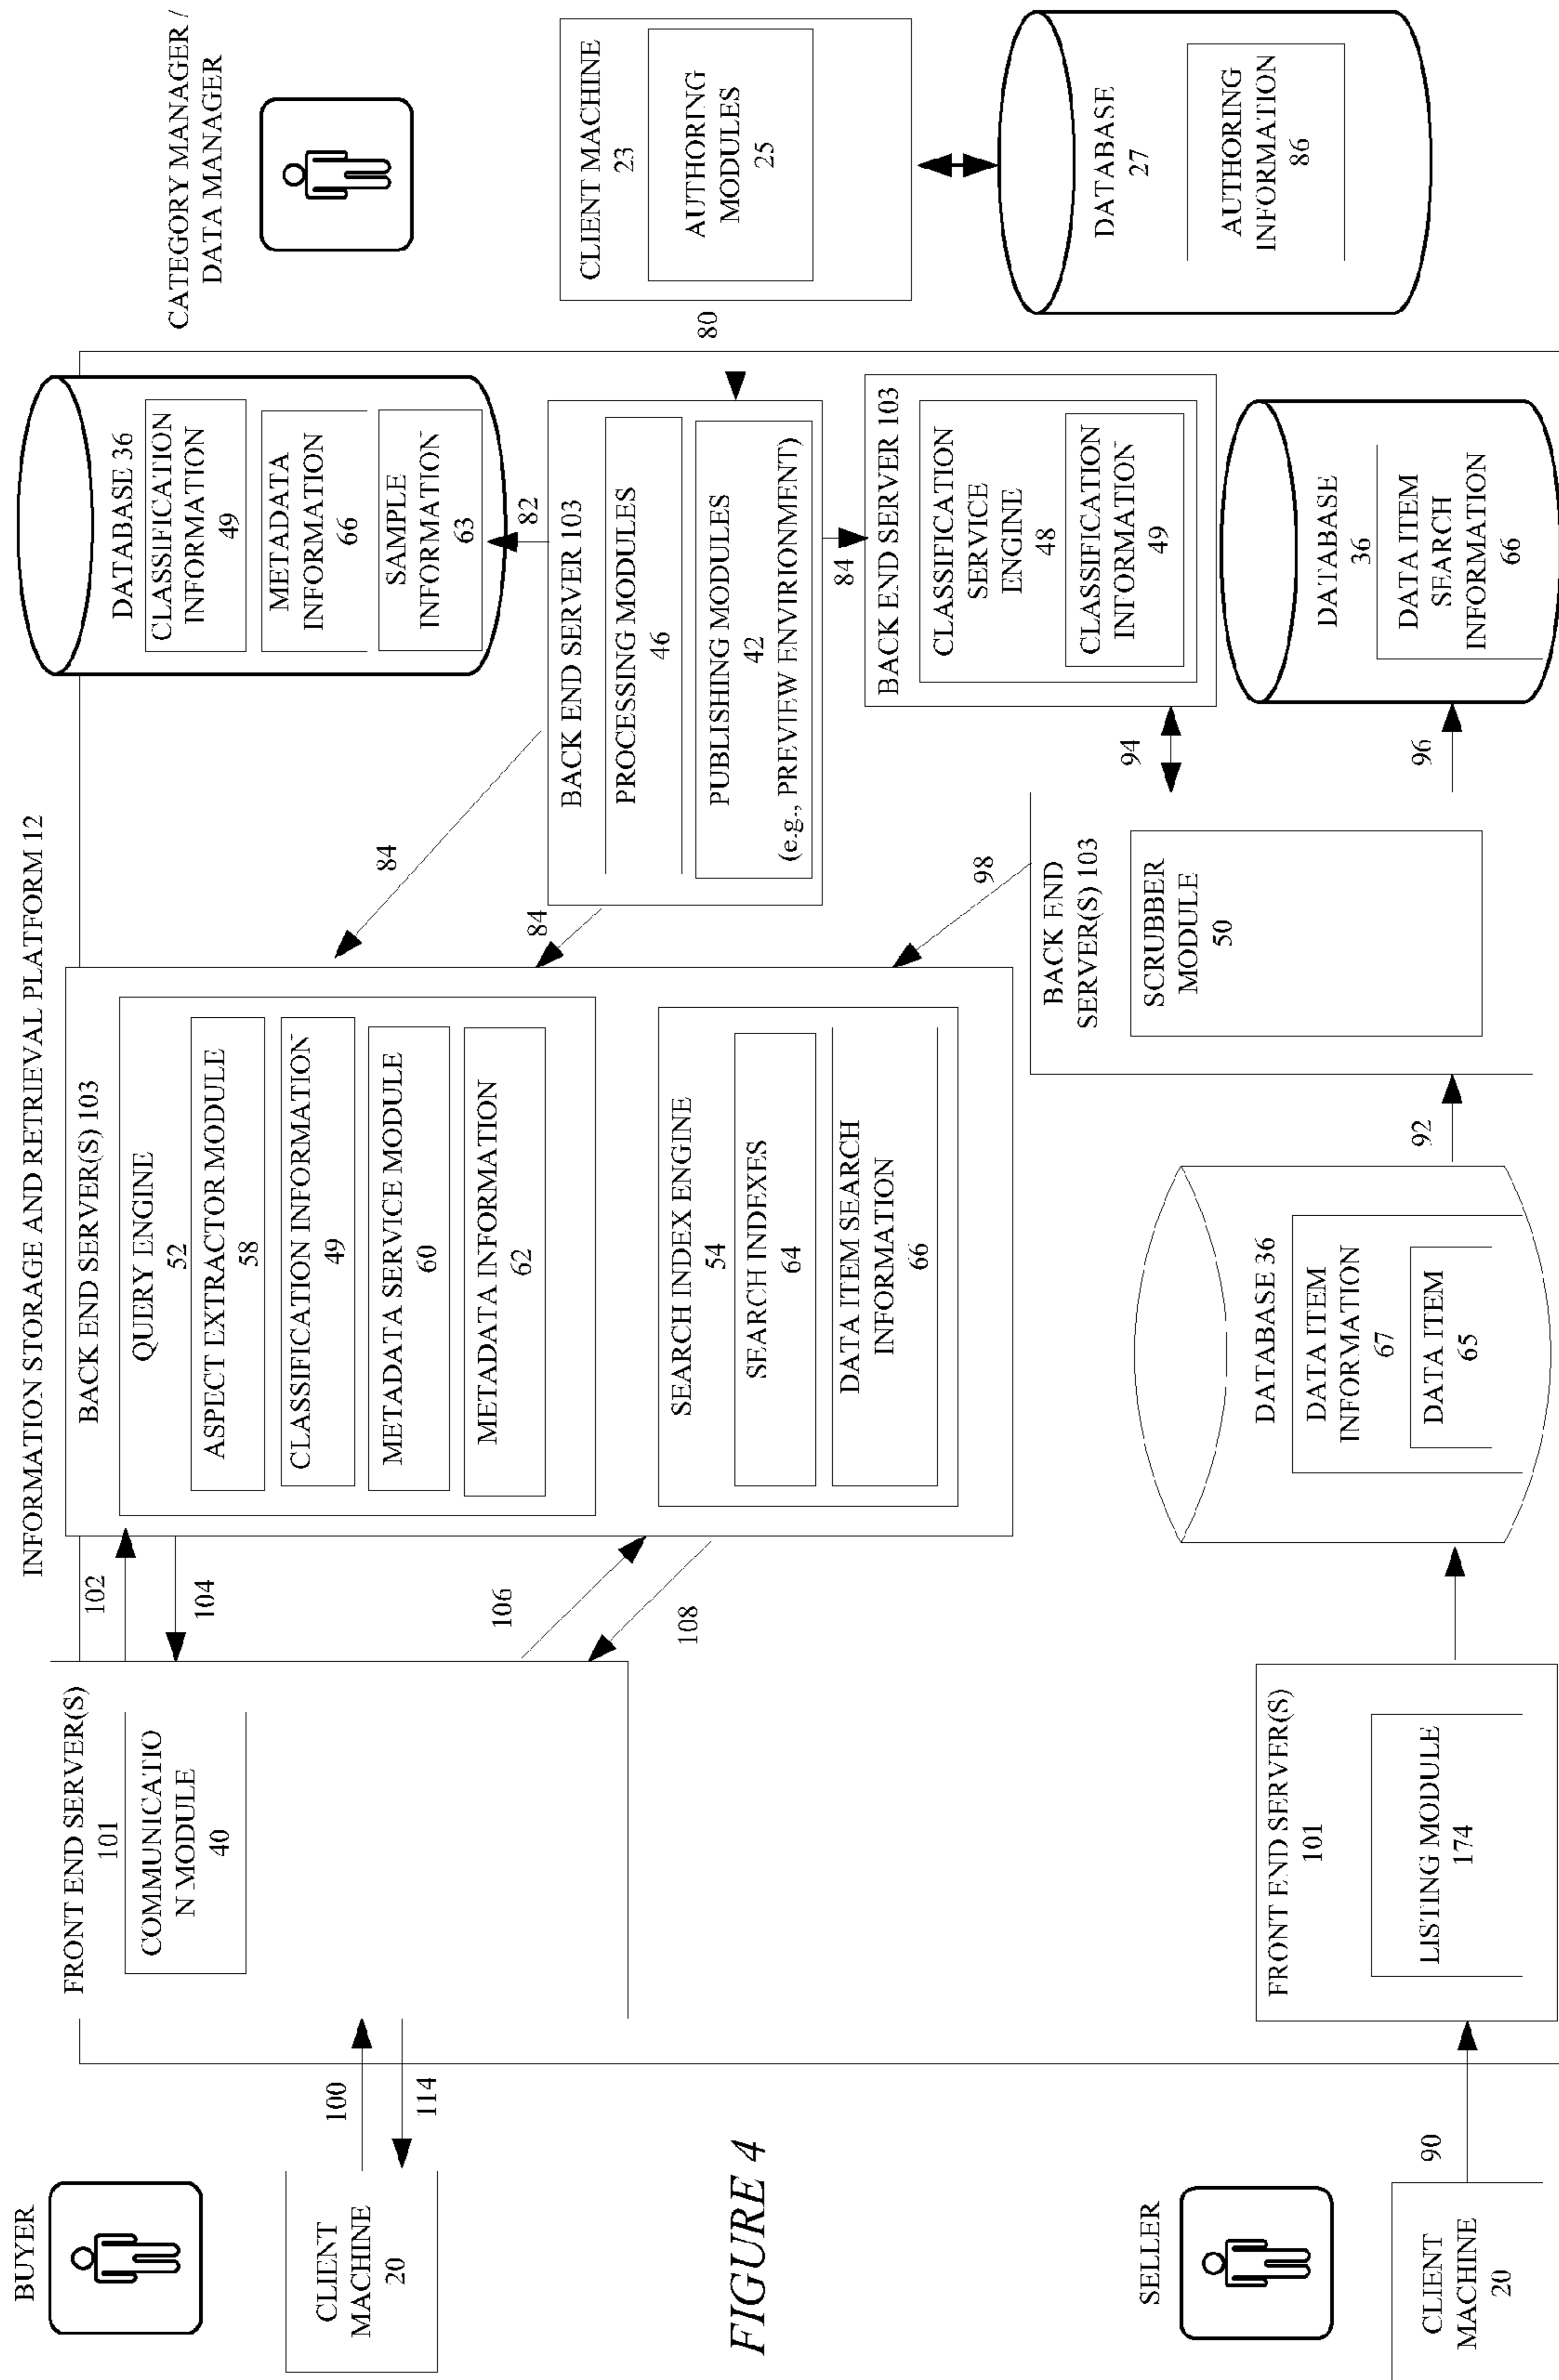 INFORMATION STORAGE AND RETRIEVAL PLATFORM 12
BUYER
CLIENT
MACHINE
20
100
114
FRONT END SERVER(S)
101
COMMUNICATIO
N MODULE
40
102
104
106
108
BACK END SERVER(S) 103
QUERY ENGINE
52
ASPECT EXTRACTOR MODULE
58
CLASSIFICATION INFORMATION
49
METADATA SERVICE MODULE
60
METADATA INFORMATION
62
SEARCH INDEX ENGINE
54
SEARCH INDEXES
64
DATA ITEM SEARCH
INFORMATION
66
84
84
98
DATABASE 36
CLASSIFICATION
INFORMATION
49
METADATA
INFORMATION
66
SAMPLE
INFORMATION
63
82
BACK END SERVER 103
PROCESSING MODULES
46
PUBLISHING MODULES
42
(e.g., PREVIEW ENVIRIONMENT)
80
84
BACK END SERVER 103
CLASSIFICATION
SERVICE
ENGINE
48
CLASSIFICATION
INFORMATION
49
94
DATABASE
36
DATA ITEM
SEARCH
INFORMATION
66
96
CATEGORY MANAGER /
DATA MANAGER
CLIENT MACHINE
23
AUTHORING
MODULES
25
DATABASE
27
AUTHORING
INFORMATION
86
BACK END
SERVER(S) 103
SCRUBBER
MODULE
50
92
DATABASE 36
DATA ITEM
INFORMATION
67
DATA ITEM
65
FRONT END SERVER(S)
101
LISTING MODULE
174
90
SELLER
CLIENT
MACHINE
20
FIGURE 4